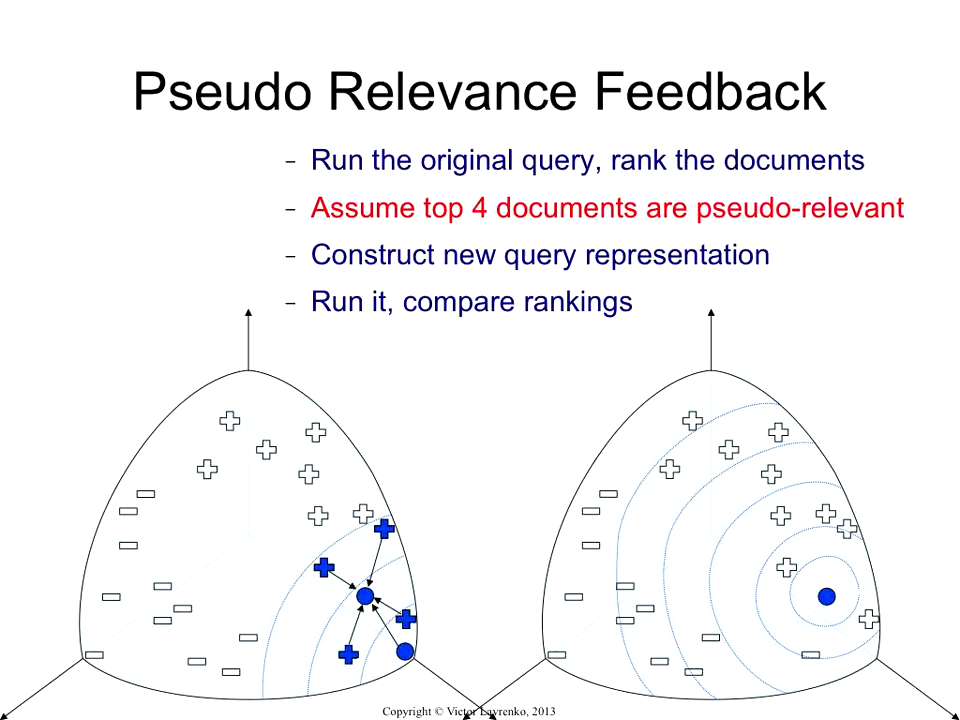 Pseudo Relevance Feedback
– Run the original query, rank the documents
– Assume top 4 documents are pseudo-relevant
– Construct new query representation
– Run it, compare rankings
Copyright © Victor Lavrenko, 2013